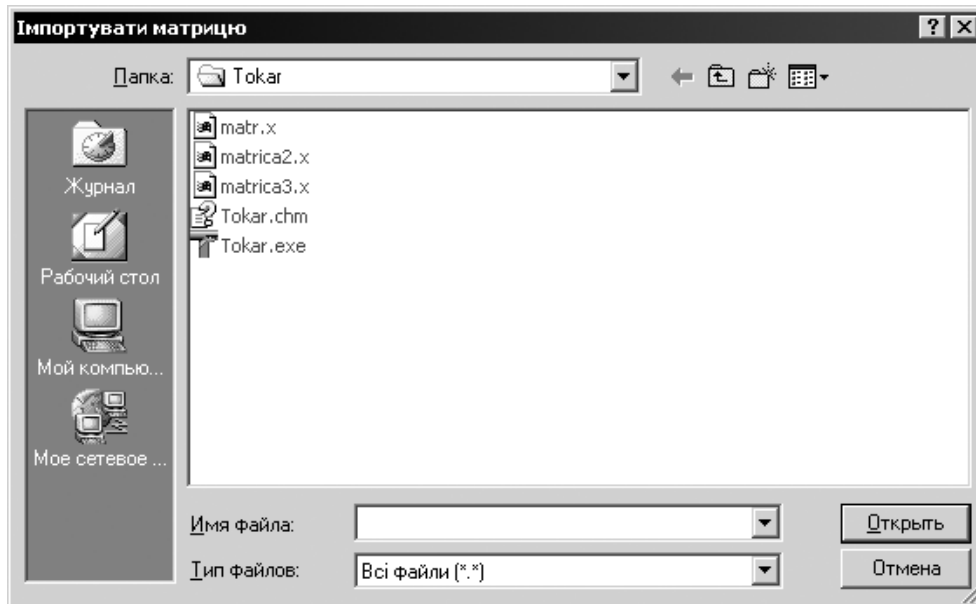 Імпортувати матрицю
Папка: Tokar
Журнал
Рабочий стол
Мой компью...
Мое сетевое ...
matr.x
matrica2.x
matrica3.x
Tokar.chm
Tokar.exe
Имя файла:
Открыть
Тип файлов: Всі файли (*.*)
Отмена